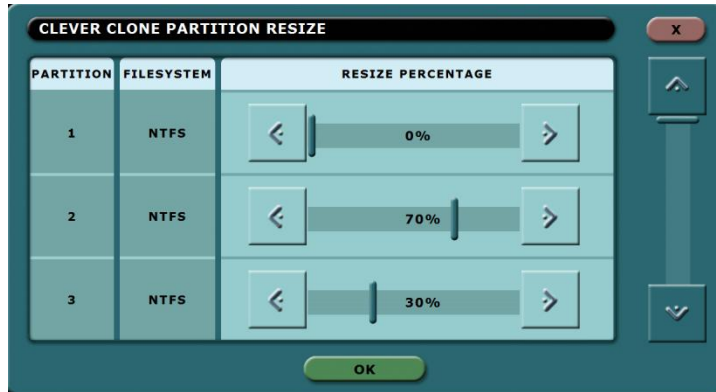 CLEVER CLONE PARTITION RESIZE
X
PARTITION FILESYSTEM RESIZE PERCENTAGE
1 NTFS 0%
2 NTFS 70%
3 NTFS 30%
OK